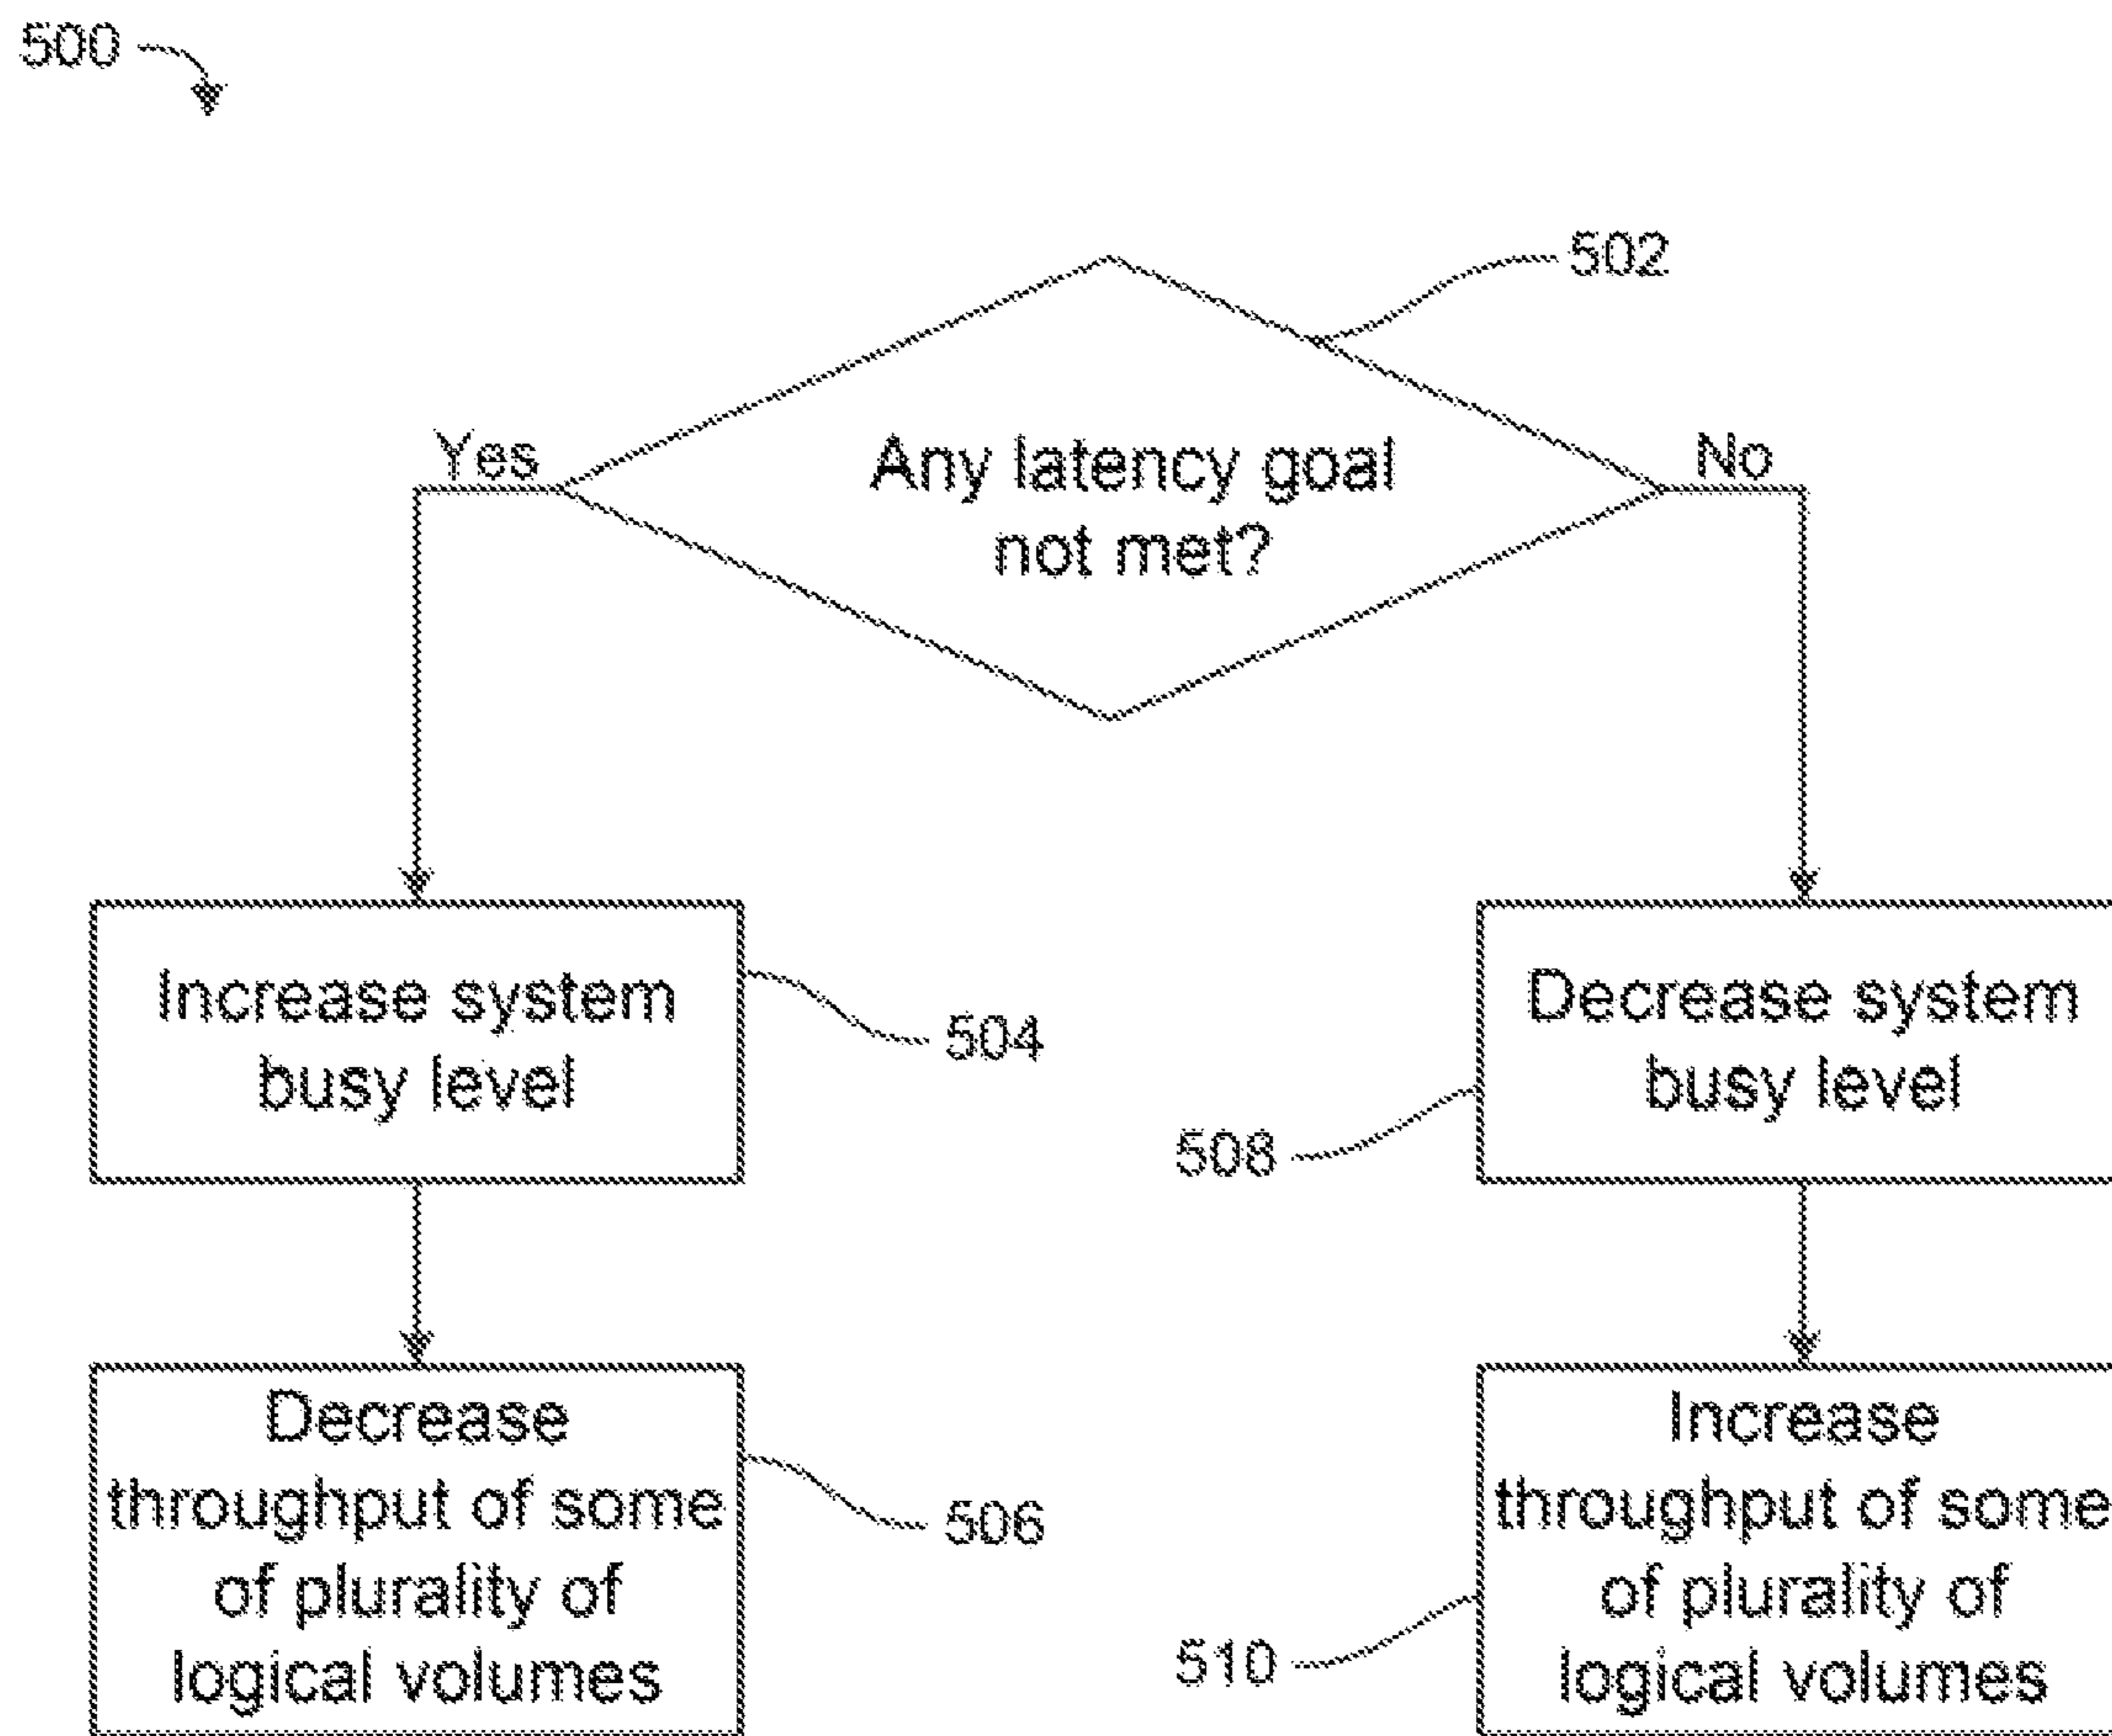 500
502
Yes
Any latency goal
not met?
No
Increase system
busy level
504
Decrease system
busy level
508
Decrease
throughput of some
of plurality of
logical volumes
506
Increase
throughput of some
of plurality of
logical volumes
510